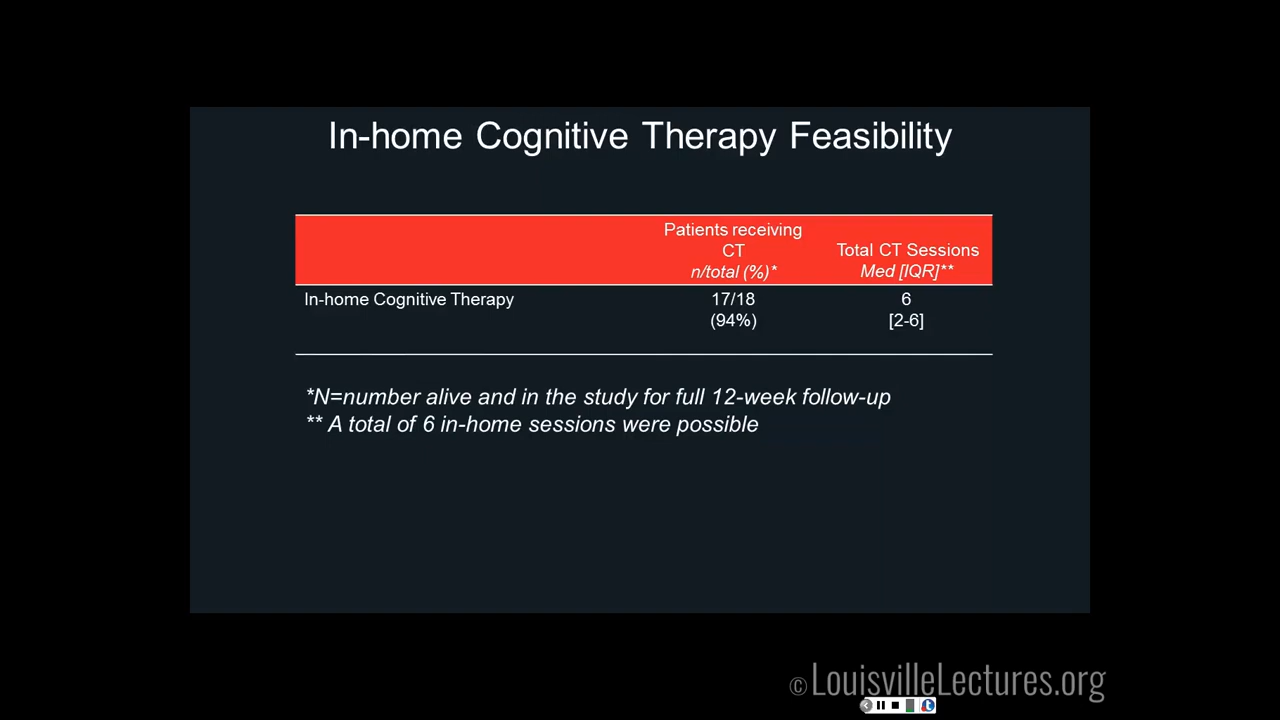 In-home Cognitive Therapy Feasibility
Patients receiving
CT
n/total (%)*
Total CT Sessions
Med [IQR]**
In-home Cognitive Therapy
17/18
(94%)
6
[2-6]
*N=number alive and in the study for full 12-week follow-up
** A total of 6 in-home sessions were possible
© LouisvilleLectures.org